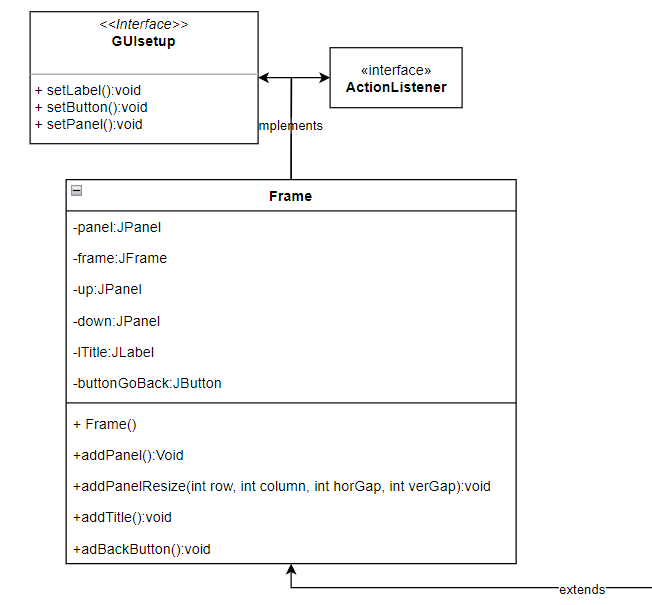 <<Interface>>
GUIsetup
+ setLabel():void
+ setButton():void
+ setPanel():void
«interface»
ActionListener
mplements
Frame
-panel:JPanel
-frame:JFrame
-up:JPanel
-down:JPanel
-lTitle:JLabel
-buttonGoBack:JButton
+ Frame()
+addPanel():Void
+addPanelResize(int row, int column, int horGap, int verGap):void
+addTitle():void
+adBackButton():void
extends